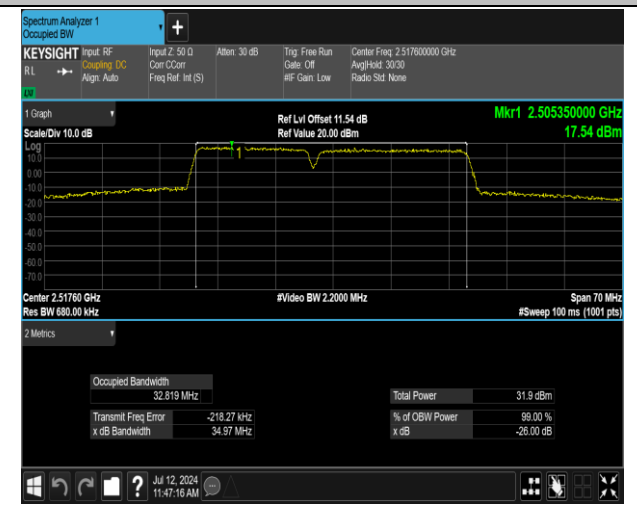 Spectrum Analyzer 1
Occupied BW
+
KEYSIGHT Input: RF Input Z: 50 Ω Atten: 30 dB Trig: Free Run Center Freq: 2.517600000 GHz
RL Coupling: DC Corr CCorr Gate: Off Avg|Hold: 30/30
Align: Auto Freq Ref: Int (S) #IF Gain: Low Radio Std: None
1 Graph
Ref Lvl Offset 11.54 dB Mkr1 2.505350000 GHz
Scale/Div 10.0 dB Ref Value 20.00 dBm 17.54 dBm
Log
10.0
0.00
-10.0
-20.0
-30.0
-40.0
-50.0
-60.0
-70.0
1
Center 2.51760 GHz #Video BW 2.2000 MHz Span 70 MHz
Res BW 680.00 kHz #Sweep 100 ms (1001 pts)
2 Metrics
Occupied Bandwidth
32.819 MHz Total Power 31.9 dBm
Transmit Freq Error -218.27 kHz % of OBW Power 99.00 %
x dB Bandwidth 34.97 MHz x dB -26.00 dB
? Jul 12, 2024
11:47:16 AM